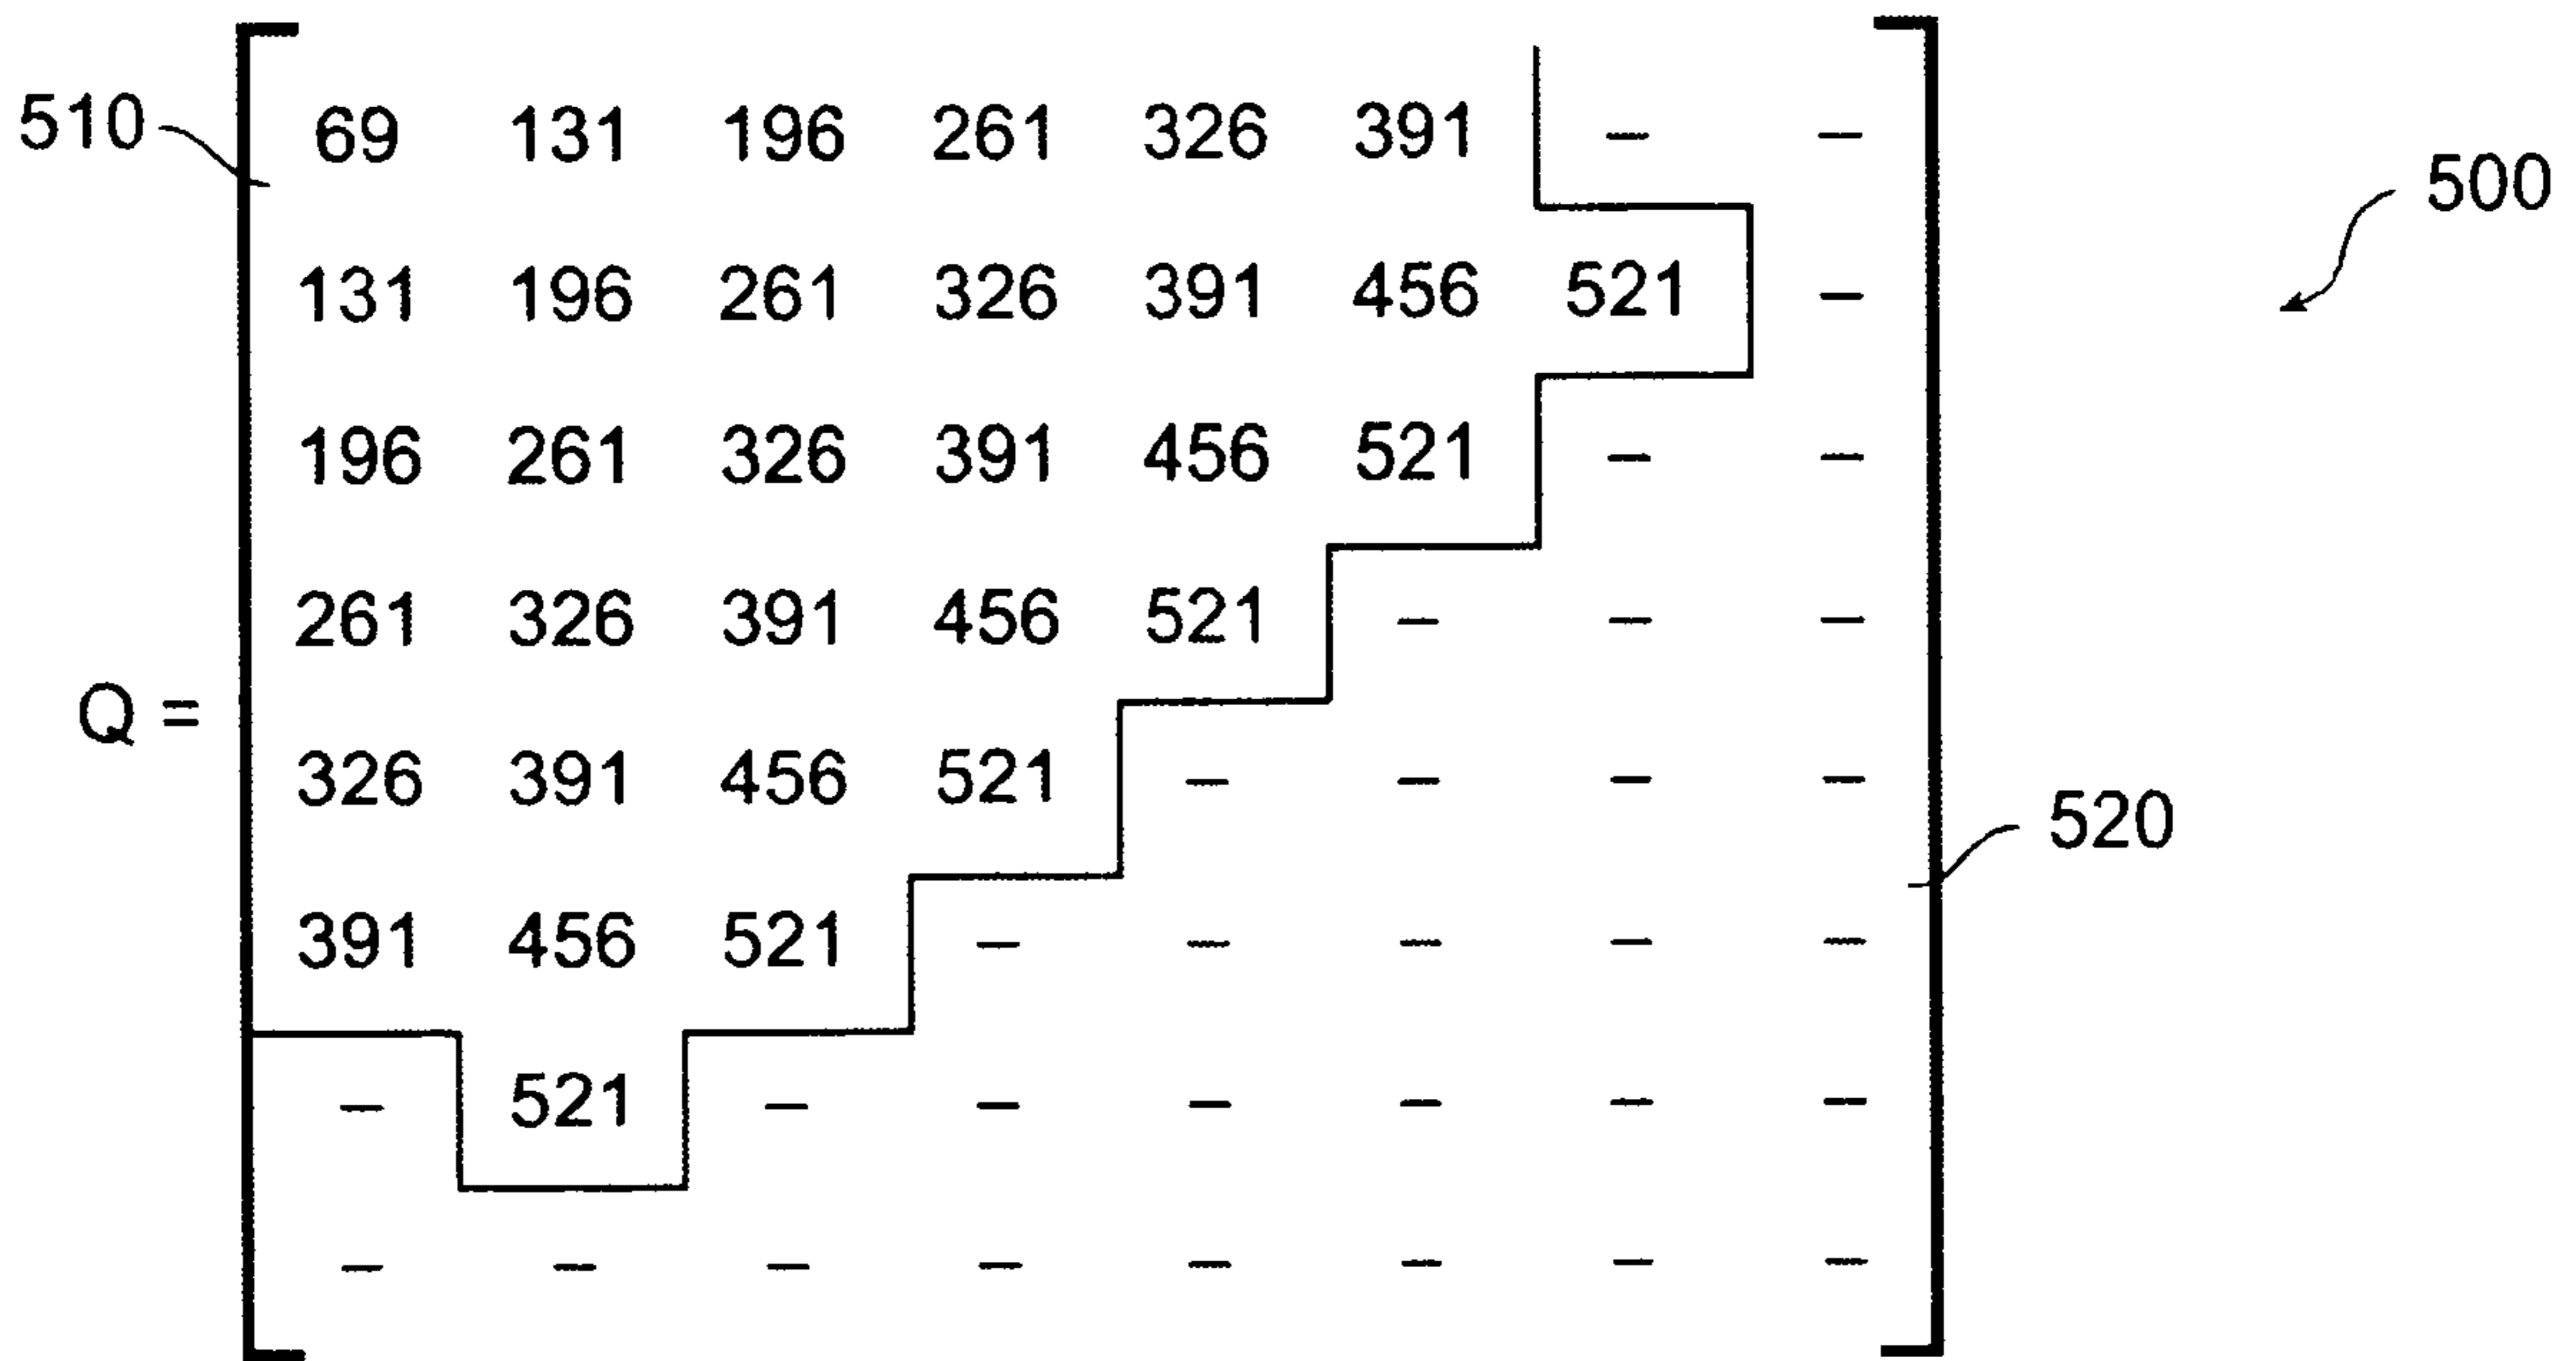 510 69 131 196 261 326 391 – –
500
131 196 261 326 391 456 521 –
196 261 326 391 456 521 – –
261 326 391 456 521 – – –
Q =
326 391 456 521 – – – –
520
391 456 521 – – – – –
– 521 – – – – – –
– – – – – – – –